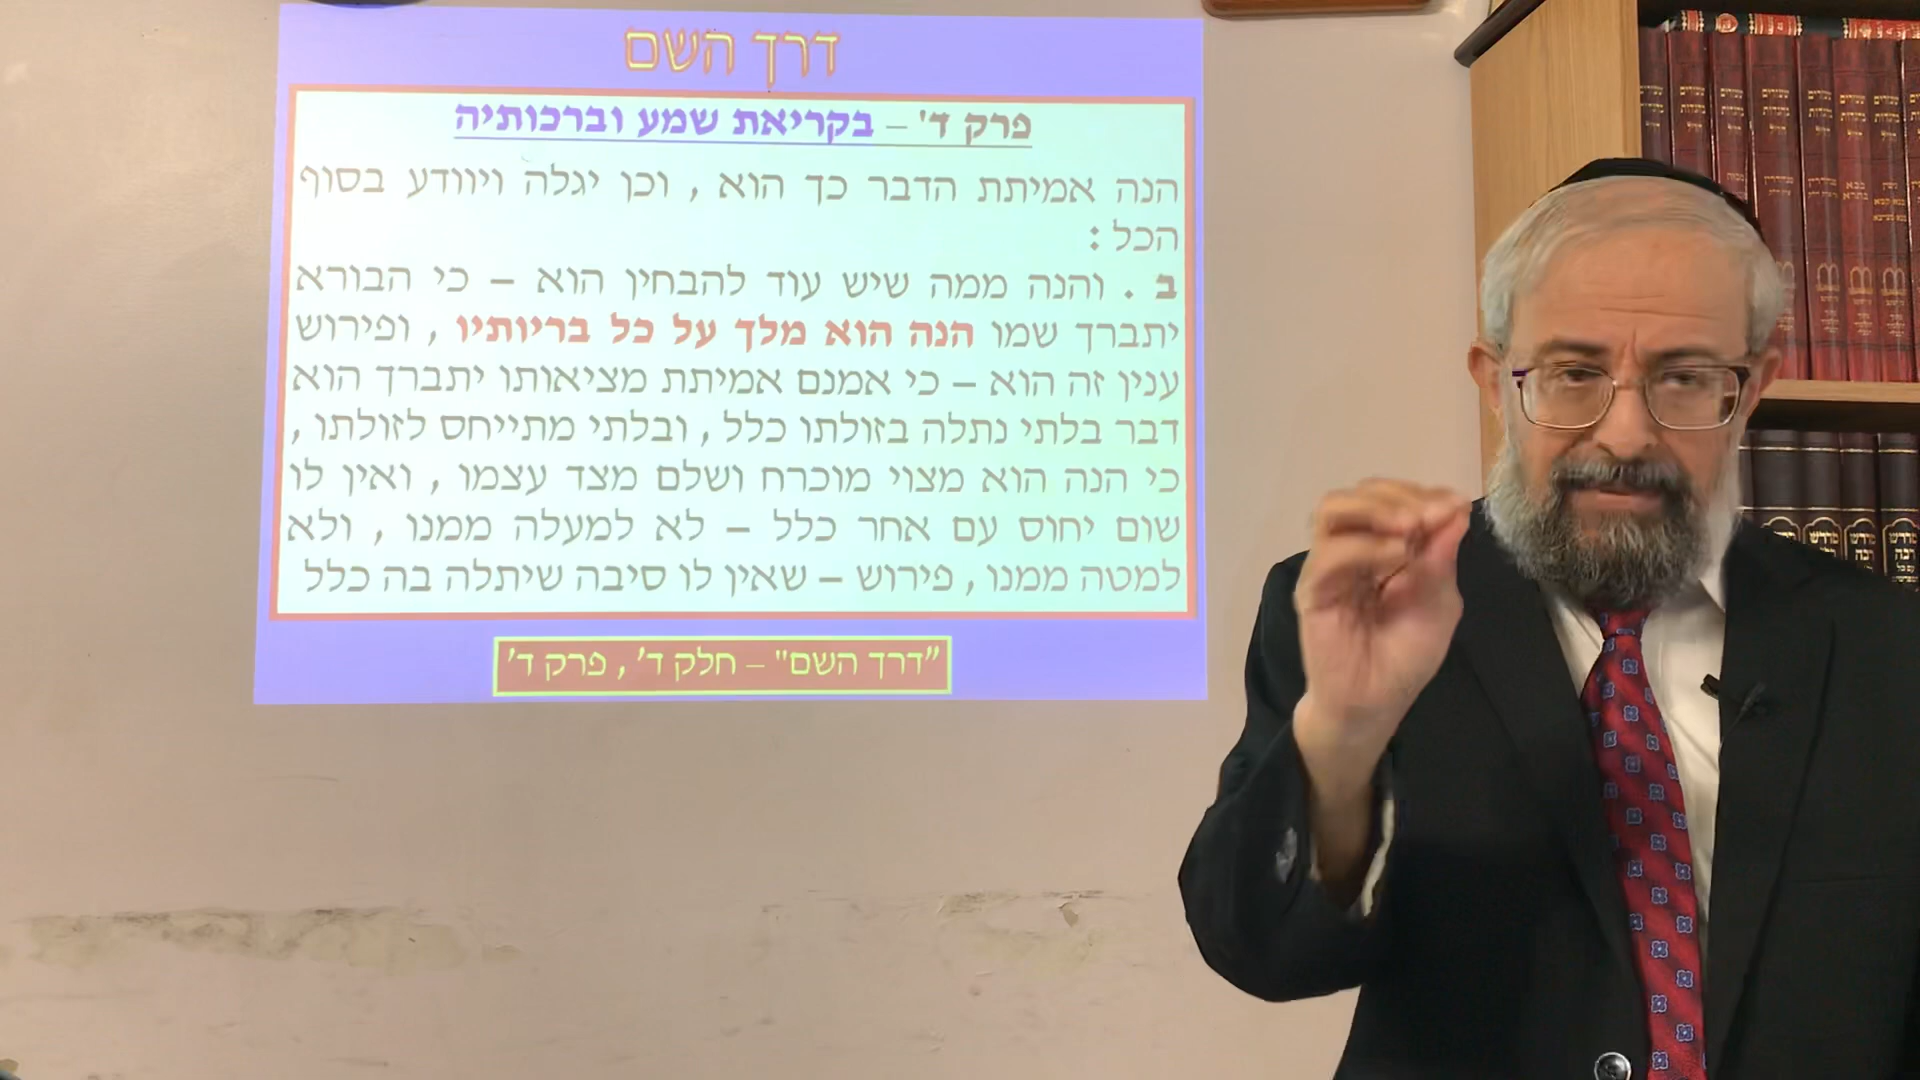 דרך השם
פרק ד' – בקריאת שמע וברכותיה
הנה אמיתת הדבר כך הוא , וכן יגלה ויוודע בסוף
הכל :
ב . והנה ממה שיש עוד להבחין הוא – כי הבורא
יתברך שמו הנה הוא מלך על כל בריותיו , ופירוש
ענין זה הוא – כי אמנם אמיתת מציאותו יתברך הוא
דבר בלתי נתלה בזולתו כלל , ובלתי מתייחס לזולתו ,
כי הנה הוא מצוי מוכרח ושלם מצד עצמו , ואין לו
שום יחוס עם אחר כלל – לא למעלה ממנו , ולא
למטה ממנו , פירוש – שאין לו סיבה שיתלה בה כלל
"דרך השם" – חלק ד' , פרק ד'
מדרש
רבה